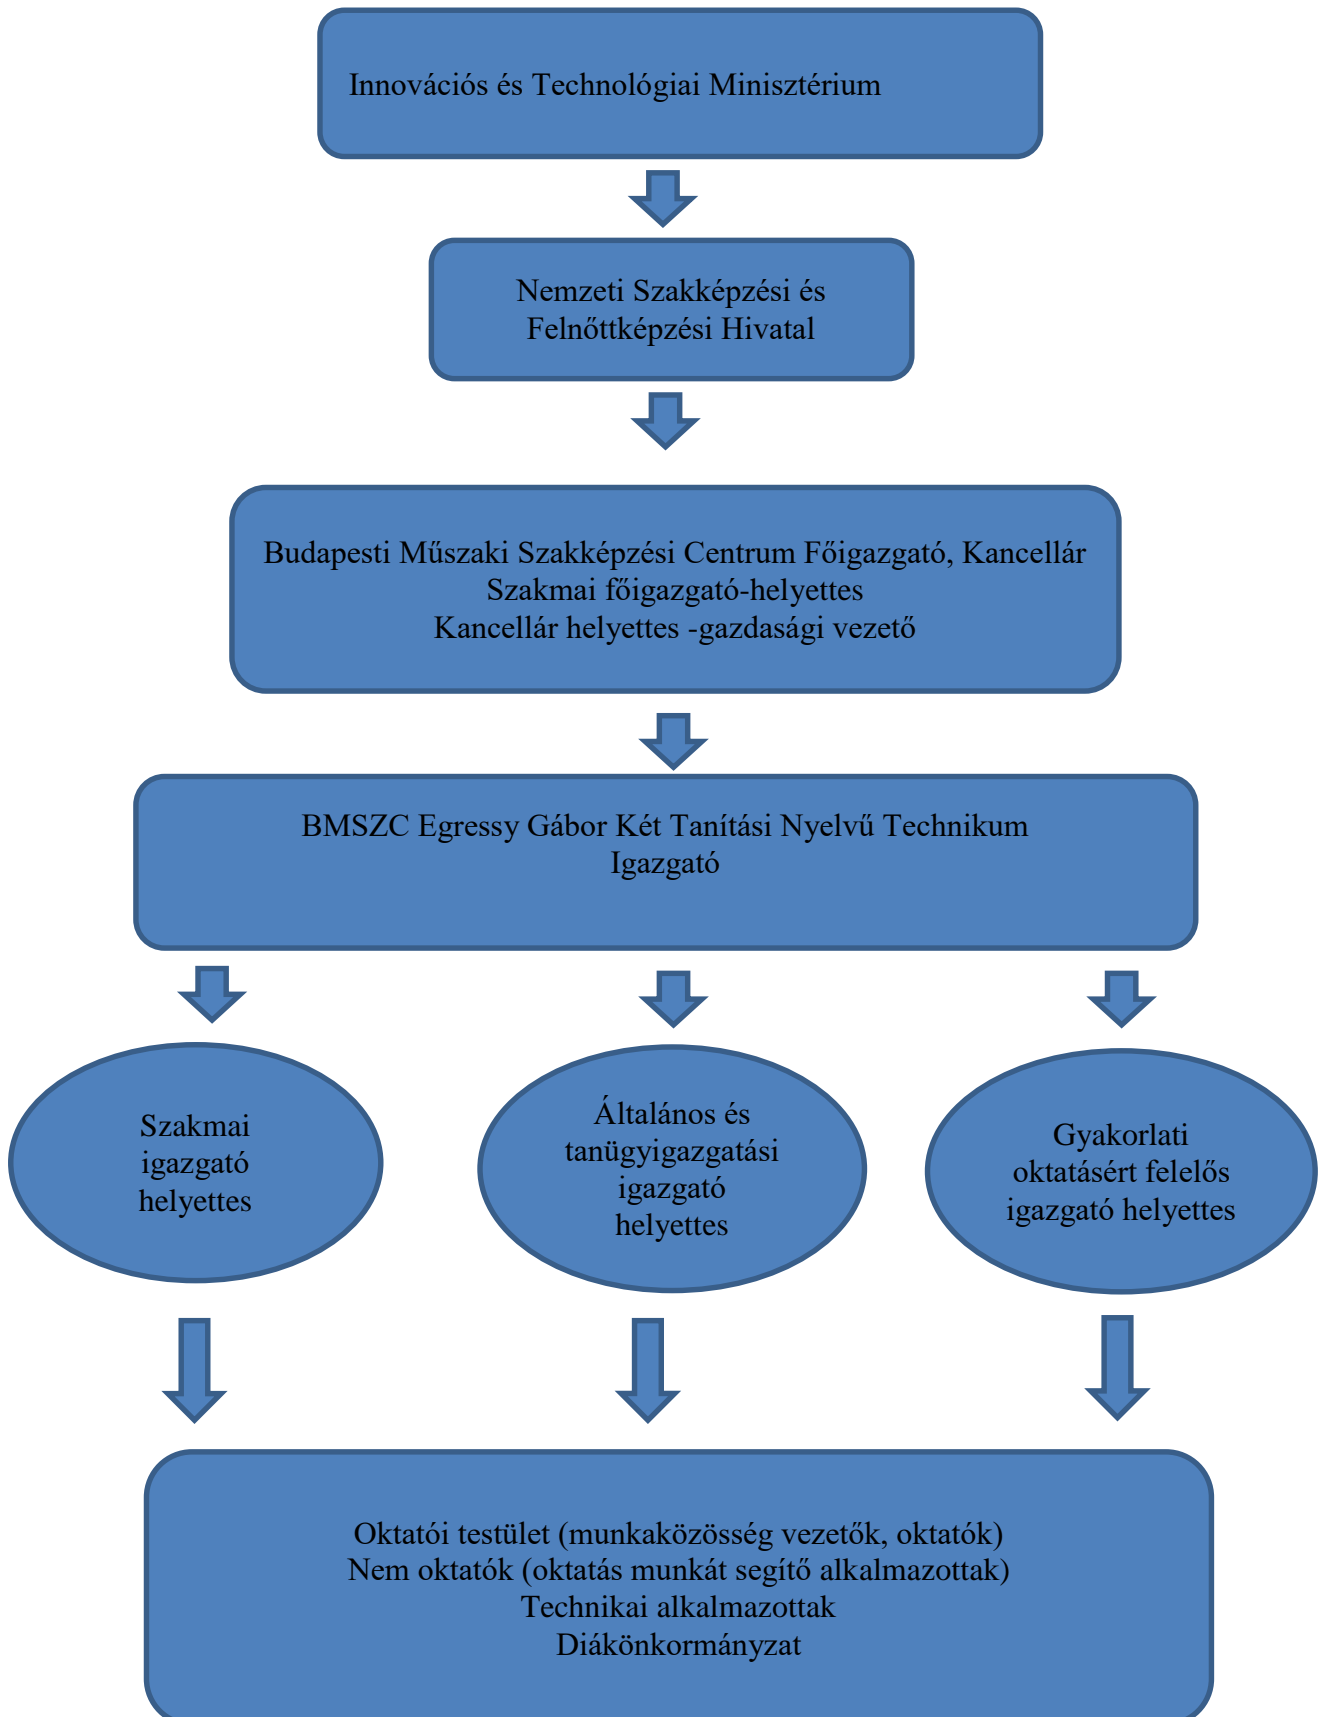 Innovációs és Technológiai Minisztérium
Nemzeti Szakképzési és
Felnőttképzési Hivatal
Budapesti Műszaki Szakképzési Centrum Főigazgató, Kancellár
Szakmai főigazgató-helyettes
Kancellár helyettes -gazdasági vezető
BMSZC Egressy Gábor Két Tanítási Nyelvű Technikum
Igazgató
Szakmai
igazgató
helyettes
Általános és
tanügyigazgatási
igazgató
helyettes
Gyakorlati
oktatásért felelős
igazgató helyettes
Oktatói testület (munkaközösség vezetők, oktatók)
Nem oktatók (oktatás munkát segítő alkalmazottak)
Technikai alkalmazottak
Diákönkormányzat